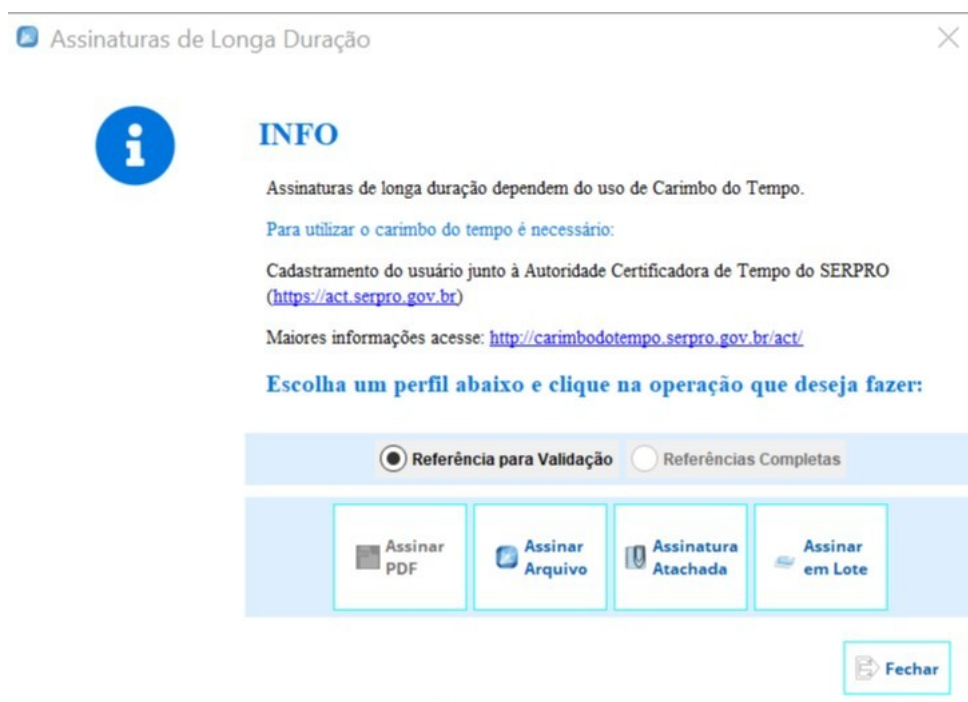 Assinaturas de Longa Duração
INFO
Assinaturas de longa duração dependem do uso de Carimbo do Tempo.
Para utilizar o carimbo do tempo é necessário:
Cadastramento do usuário junto à Autoridade Certificadora de Tempo do SERPRO
(https://act.serpro.gov.br)
Maiores informações acesse: http://carimbodotempo.serpro.gov.br/act/
Escolha um perfil abaixo e clique na operação que deseja fazer:
Referência para Validação Referências Completas
Assinar PDF
Assinar Arquivo
Assinatura Atachada
Assinar em Lote
Fechar